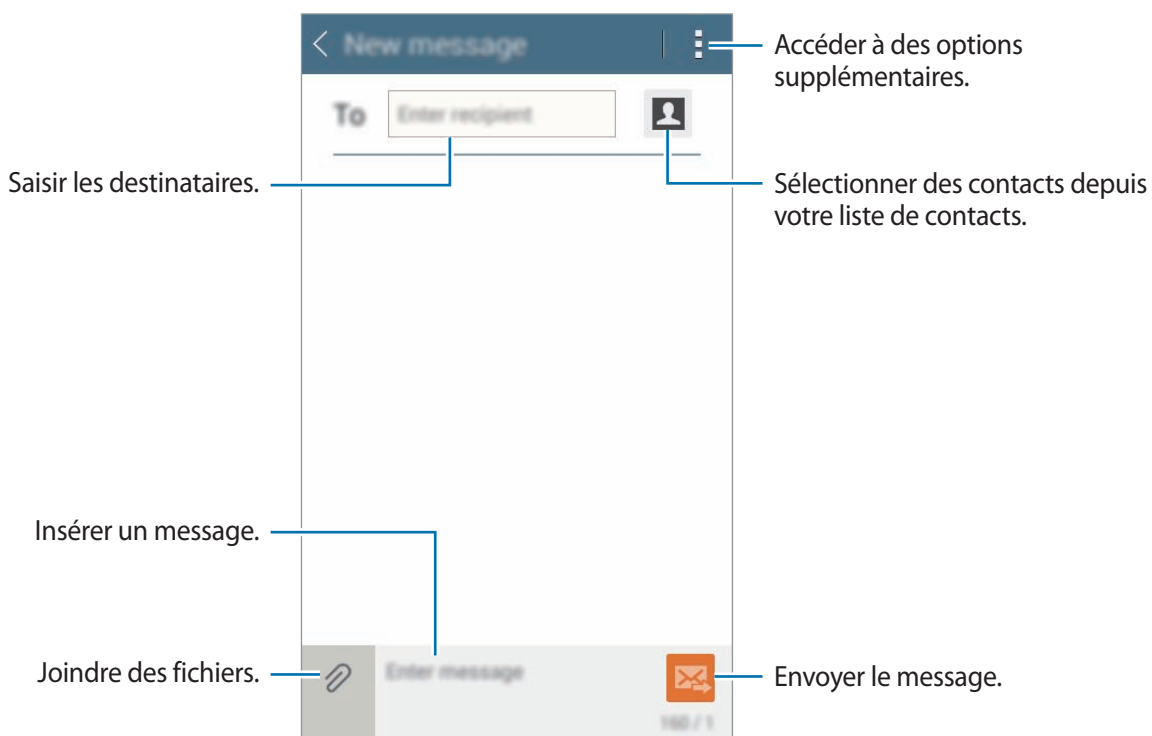 New message
Accéder à des options
supplémentaires.
To
Enter recipient
Saisir les destinataires.
Sélectionner des contacts depuis
votre liste de contacts.
Insérer un message.
Joindre des fichiers.
Enter message
Envoyer le message.
160 / 1